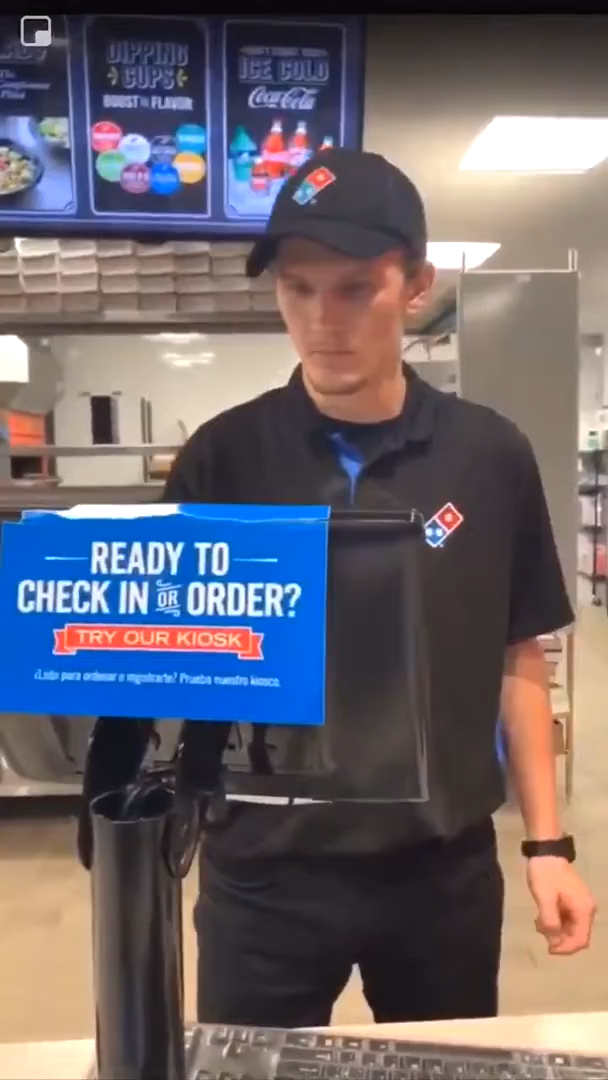 DIPPING
CUPS
BOOST THE FLAVOR
ICE COLD
Coca-Cola
READY TO
CHECK IN OR ORDER?
TRY OUR KIOSK
¿Listo para ordenar o registrarte? Prueba nuestro kiosco.